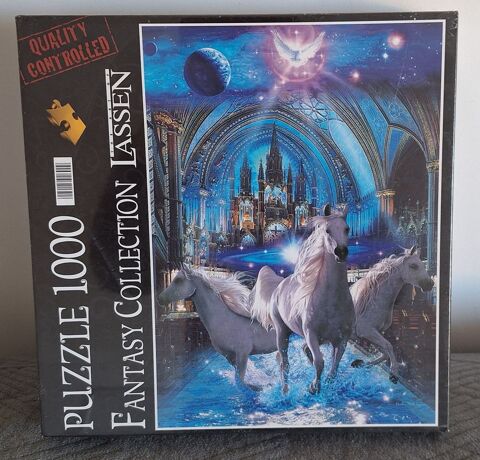 QUALITY
CONTROLLED
PUZZLE 1000
FANTASY COLLECTION LASSEN